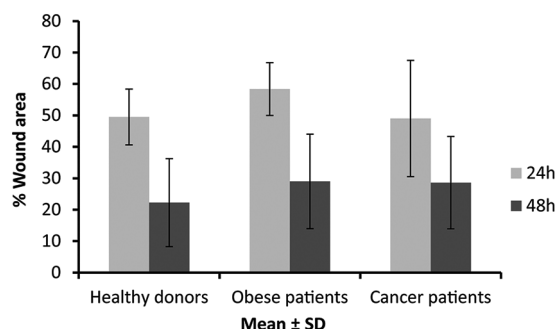 80
70
60
50
40
30
20
10
0
% Wound area
Healthy donors Obese patients Cancer patients
Mean ± SD
24h
48h